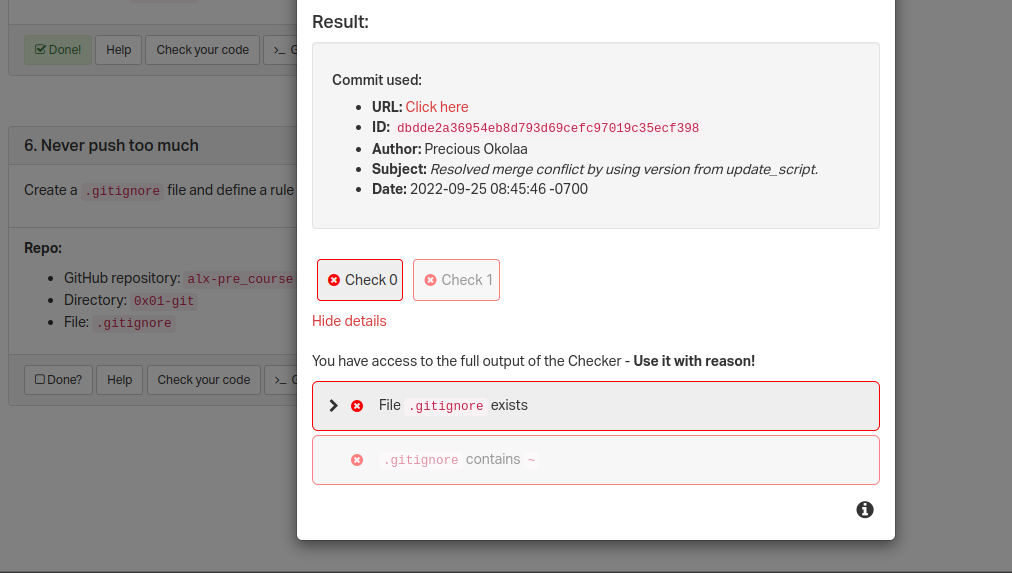 Done!
Help
Check your code
>_ G
6. Never push too much
Create a .gitignore file and define a rule
Repo:
• GitHub repository: alx-pre_course
• Directory: 0x01-git
• File: .gitignore
Done?
Help
Check your code
>_ G
Result:
Commit used:
• URL: Click here
• ID: dbdde2a36954eb8d793d69cefc97019c35ecf398
• Author: Precious Okolaa
• Subject: Resolved merge conflict by using version from update_script.
• Date: 2022-09-25 08:45:46 -0700
Check 0
Check 1
Hide details
You have access to the full output of the Checker - Use it with reason!
File .gitignore exists
.gitignore contains ~